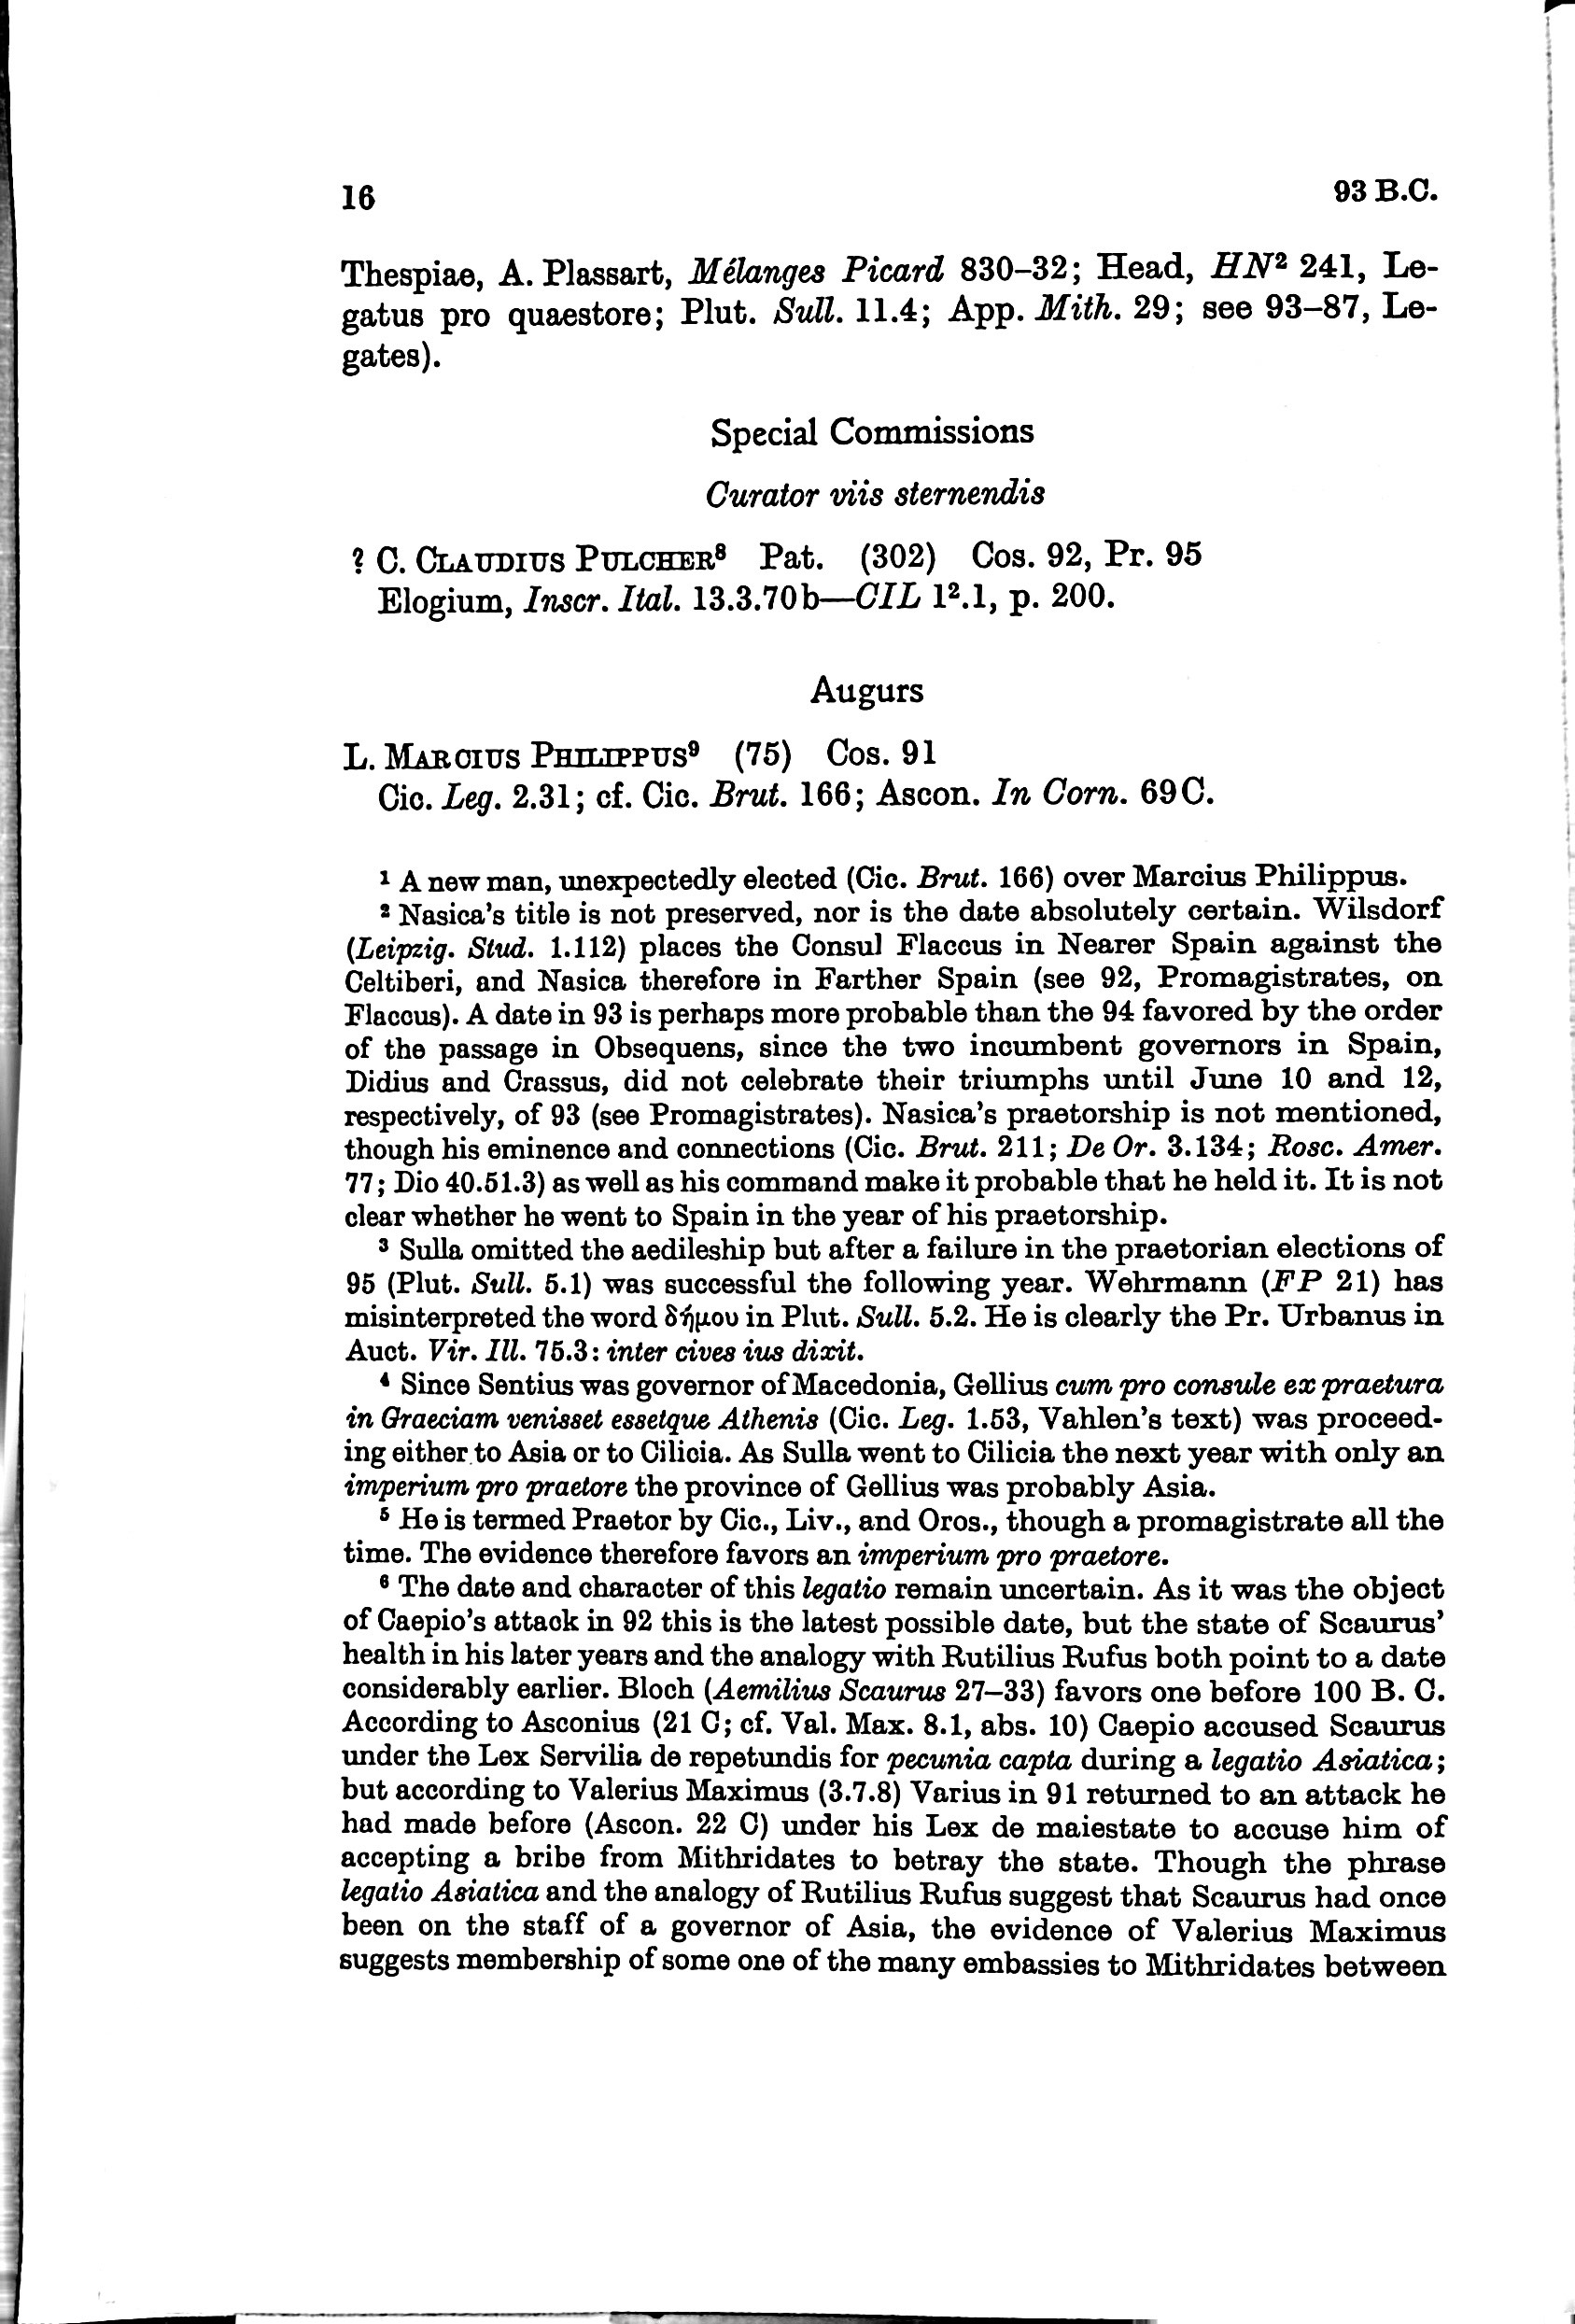 16 93 B.C.
Thespiae, A. Plassart, Mélanges Picard 830–32; Head, HN² 241, Le-
gatus pro quaestore; Plut. Sull. 11.4; App. Mith. 29; see 93–87, Le-
gates).
Special Commissions
Curator viis sternendis
? C. CLAUDIUS PULCHER⁸ Pat. (302) Cos. 92, Pr. 95
Elogium, Inscr. Ital. 13.3.70b—CIL 1².1, p. 200.
Augurs
L. MARCIUS PHILIPPUS⁹ (75) Cos. 91
Cic. Leg. 2.31; cf. Cic. Brut. 166; Ascon. In Corn. 69C.
¹ A new man, unexpectedly elected (Cic. Brut. 166) over Marcius Philippus.
² Nasica's title is not preserved, nor is the date absolutely certain. Wilsdorf
(Leipzig. Stud. 1.112) places the Consul Flaccus in Nearer Spain against the
Celtiberi, and Nasica therefore in Farther Spain (see 92, Promagistrates, on
Flaccus). A date in 93 is perhaps more probable than the 94 favored by the order
of the passage in Obsequens, since the two incumbent governors in Spain,
Didius and Crassus, did not celebrate their triumphs until June 10 and 12,
respectively, of 93 (see Promagistrates). Nasica's praetorship is not mentioned,
though his eminence and connections (Cic. Brut. 211; De Or. 3.134; Rosc. Amer.
77; Dio 40.51.3) as well as his command make it probable that he held it. It is not
clear whether he went to Spain in the year of his praetorship.
³ Sulla omitted the aedileship but after a failure in the praetorian elections of
95 (Plut. Sull. 5.1) was successful the following year. Wehrmann (FP 21) has
misinterpreted the word δήμου in Plut. Sull. 5.2. He is clearly the Pr. Urbanus in
Auct. Vir. Ill. 75.3: inter cives ius dixit.
⁴ Since Sentius was governor of Macedonia, Gellius cum pro consule ex praetura
in Graeciam venisset essetque Athenis (Cic. Leg. 1.53, Vahlen's text) was proceed-
ing either to Asia or to Cilicia. As Sulla went to Cilicia the next year with only an
imperium pro praetore the province of Gellius was probably Asia.
⁵ He is termed Praetor by Cic., Liv., and Oros., though a promagistrate all the
time. The evidence therefore favors an imperium pro praetore.
⁶ The date and character of this legatio remain uncertain. As it was the object
of Caepio's attack in 92 this is the latest possible date, but the state of Scaurus'
health in his later years and the analogy with Rutilius Rufus both point to a date
considerably earlier. Bloch (Aemilius Scaurus 27–33) favors one before 100 B. C.
According to Asconius (21 C; cf. Val. Max. 8.1, abs. 10) Caepio accused Scaurus
under the Lex Servilia de repetundis for pecunia capta during a legatio Asiatica;
but according to Valerius Maximus (3.7.8) Varius in 91 returned to an attack he
had made before (Ascon. 22 C) under his Lex de maiestate to accuse him of
accepting a bribe from Mithridates to betray the state. Though the phrase
legatio Asiatica and the analogy of Rutilius Rufus suggest that Scaurus had once
been on the staff of a governor of Asia, the evidence of Valerius Maximus
suggests membership of some one of the many embassies to Mithridates between